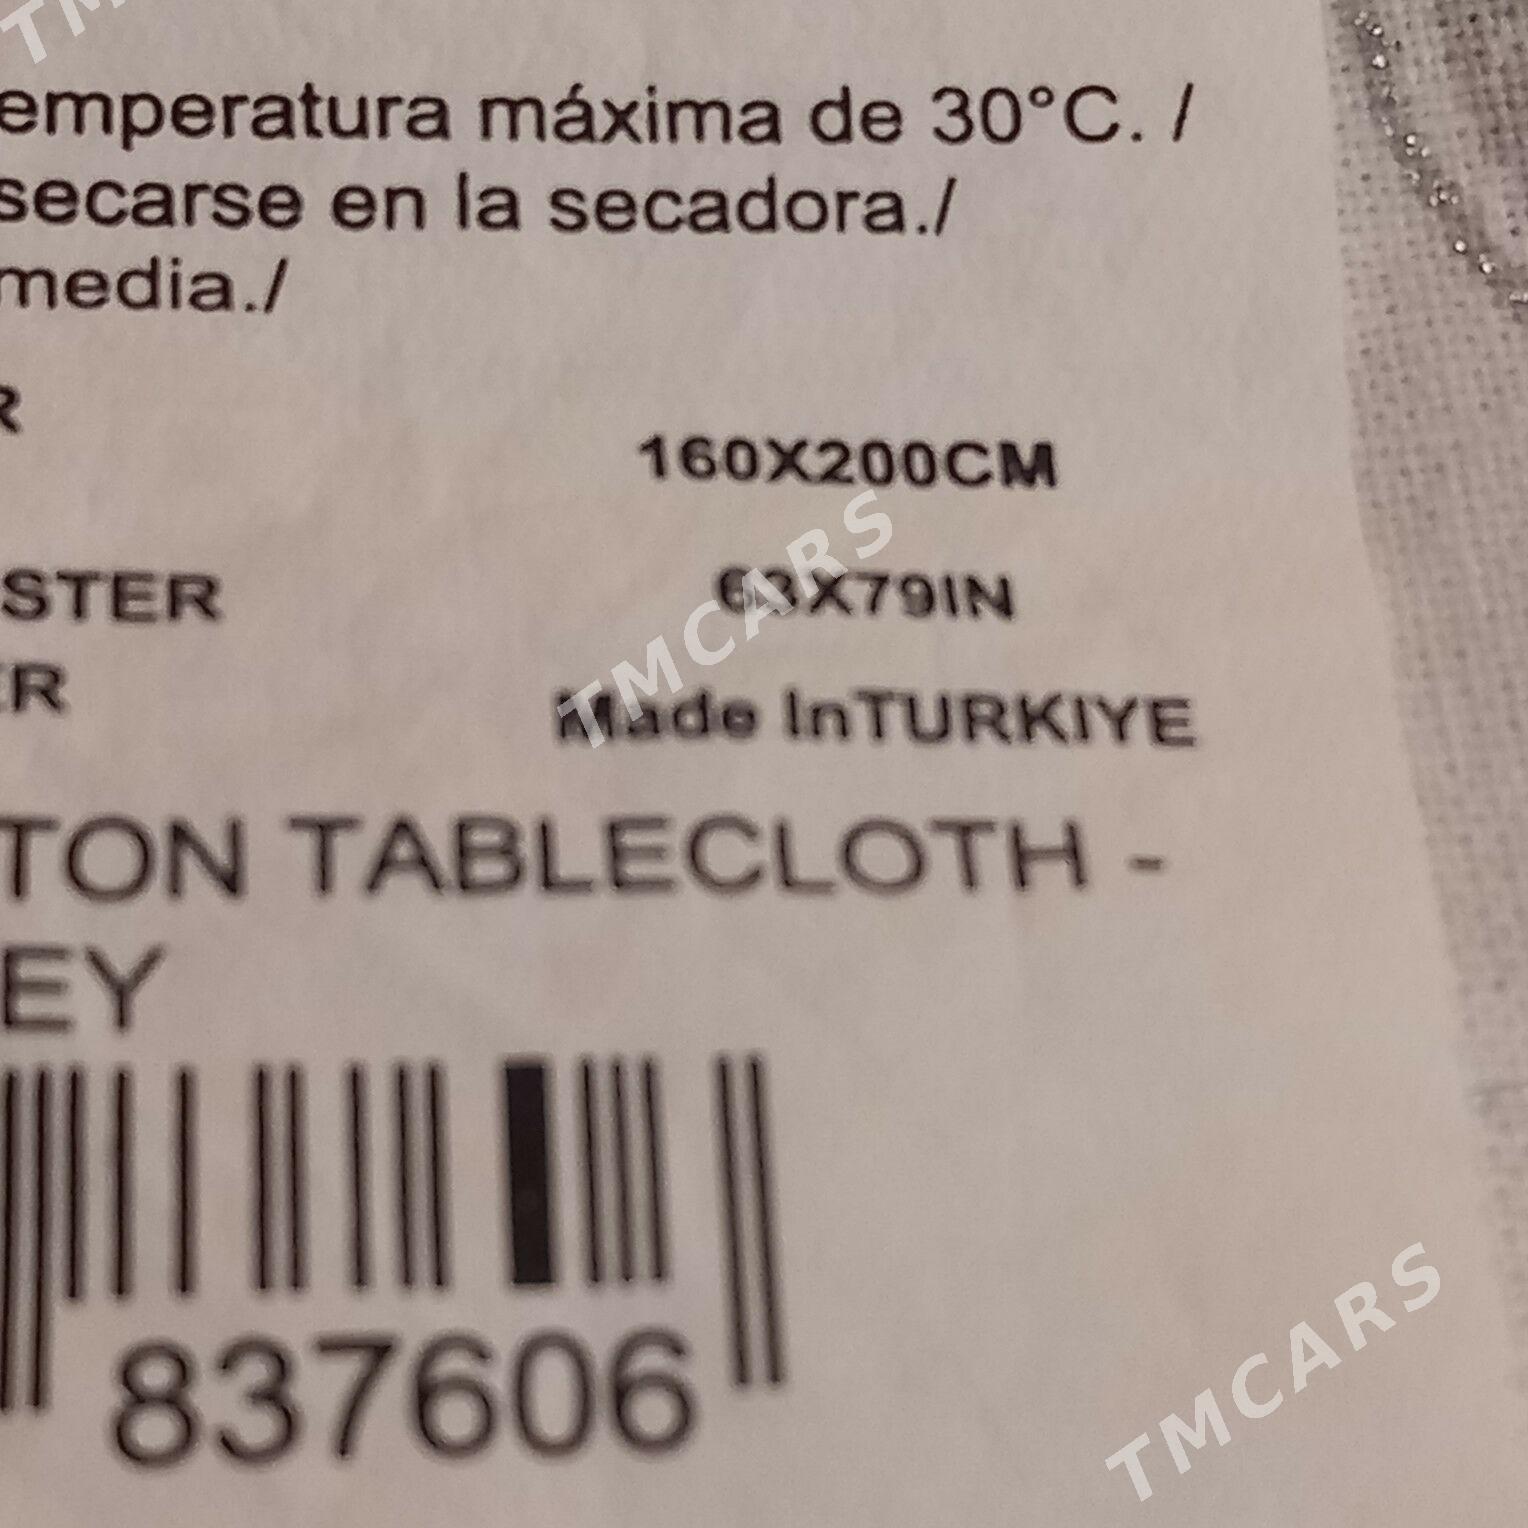 emperatura máxima de 30°C. /
secarse en la secadora./
media./
R
160X200CM
STER
63X79IN
ER
Made InTURKIYE
TON TABLECLOTH -
EY
837606
TMCARS
TMCARS